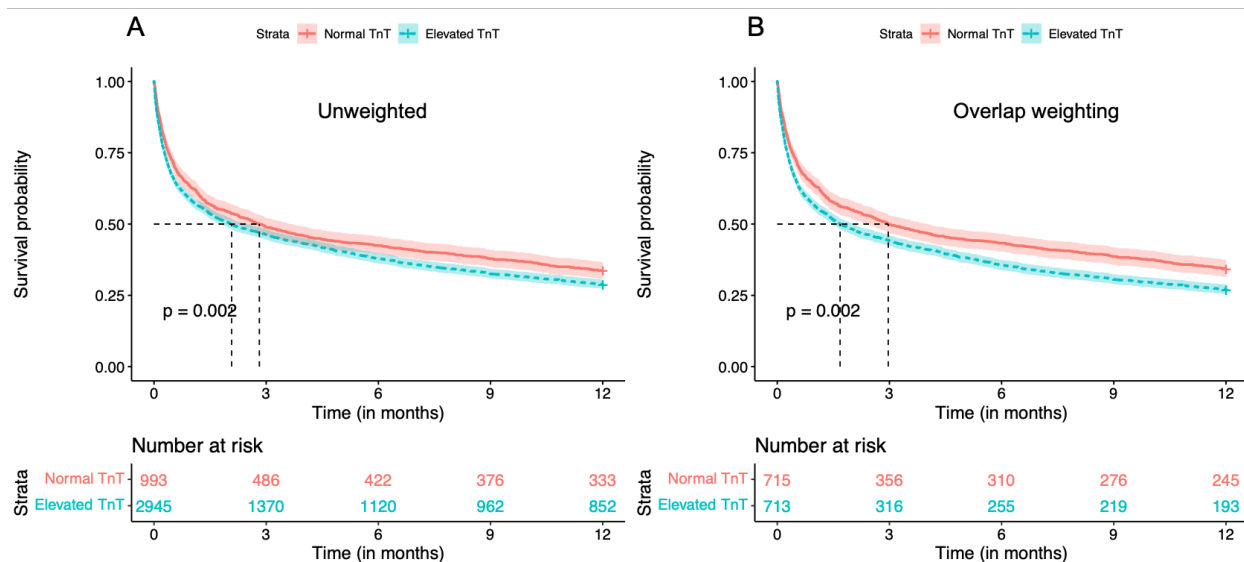 A
Strata Normal TnT Elevated TnT
Unweighted
Survival probability
1.00
0.75
0.50
0.25
0.00
p = 0.002
0 3 6 9 12
Time (in months)
Number at risk
Strata
Normal TnT 993 486 422 376 333
Elevated TnT 2945 1370 1120 962 852
0 3 6 9 12
Time (in months)
B
Strata Normal TnT Elevated TnT
Overlap weighting
Survival probability
1.00
0.75
0.50
0.25
0.00
p = 0.002
0 3 6 9 12
Time (in months)
Number at risk
Strata
Normal TnT 715 356 310 276 245
Elevated TnT 713 316 255 219 193
0 3 6 9 12
Time (in months)